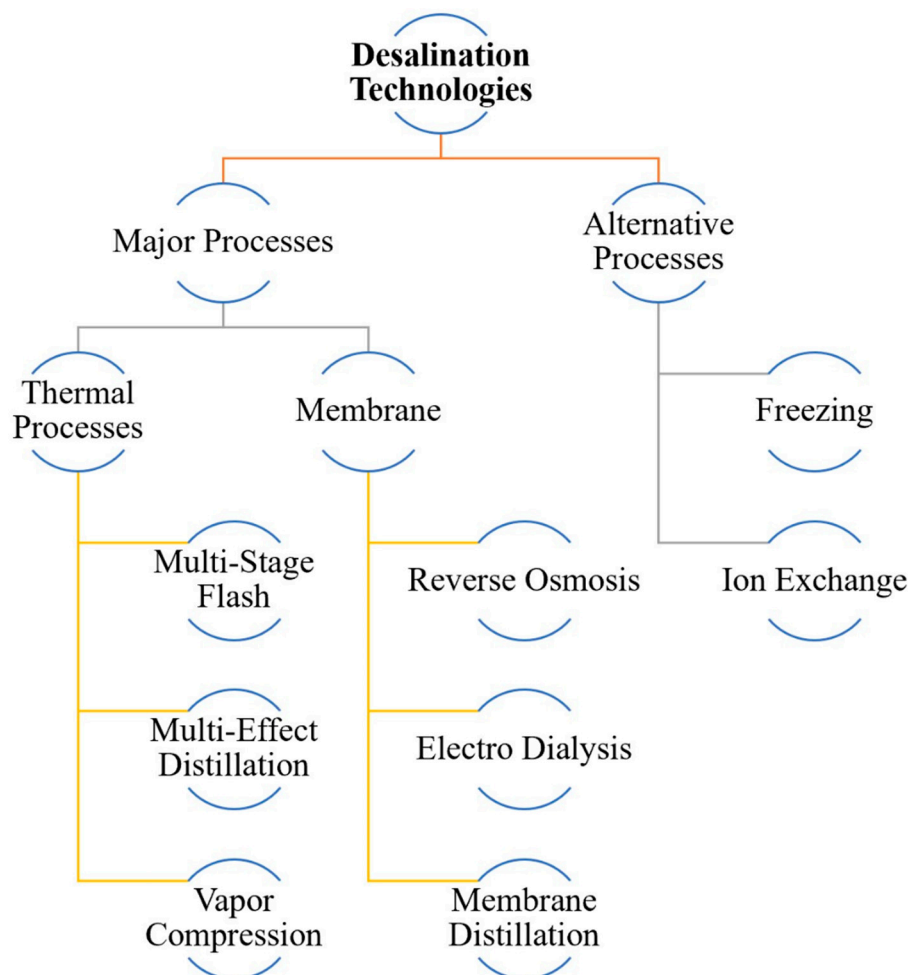 Desalination
Technologies
Major Processes
Alternative
Processes
Thermal
Processes
Membrane
Freezing
Multi-Stage
Flash
Reverse Osmosis
Ion Exchange
Multi-Effect
Distillation
Electro Dialysis
Vapor
Compression
Membrane
Distillation